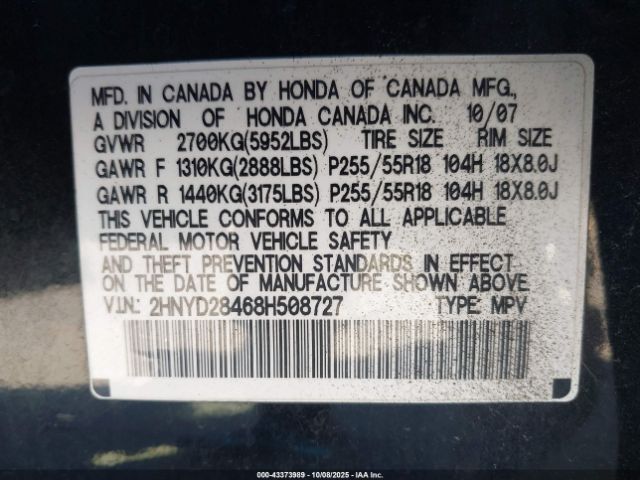 MFD. IN CANADA BY HONDA OF CANADA MFG.,
A DIVISION OF HONDA CANADA INC. 10/07
GVWR 2700KG(5952LBS) TIRE SIZE RIM SIZE
GAWR F 1310KG(2888LBS) P255/55R18 104H 18X8.0J
GAWR R 1440KG(3175LBS) P255/55R18 104H 18X8.0J
THIS VEHICLE CONFORMS TO ALL APPLICABLE
FEDERAL MOTOR VEHICLE SAFETY
AND THEFT PREVENTION STANDARDS IN EFFECT
ON THE DATE OF MANUFACTURE SHOWN ABOVE.
V.I.N.: 2HNYD28468H508727 TYPE: MPV
000-43373989 - 10/08/2025 - IAA Inc.